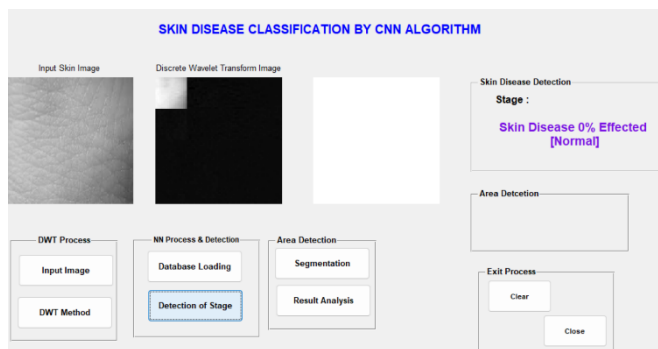 SKIN DISEASE CLASSIFICATION BY CNN ALGORITHM
Input Skin Image
Discrete Wavelet Transform Image
Skin Disease Detection
Stage :
Skin Disease 0% Effected
[Normal]
Area Detcetion
DWT Process
Input Image
DWT Method
NN Process & Detection
Database Loading
Detection of Stage
Area Detection
Segmentation
Result Analysis
Exit Process
Clear
Close